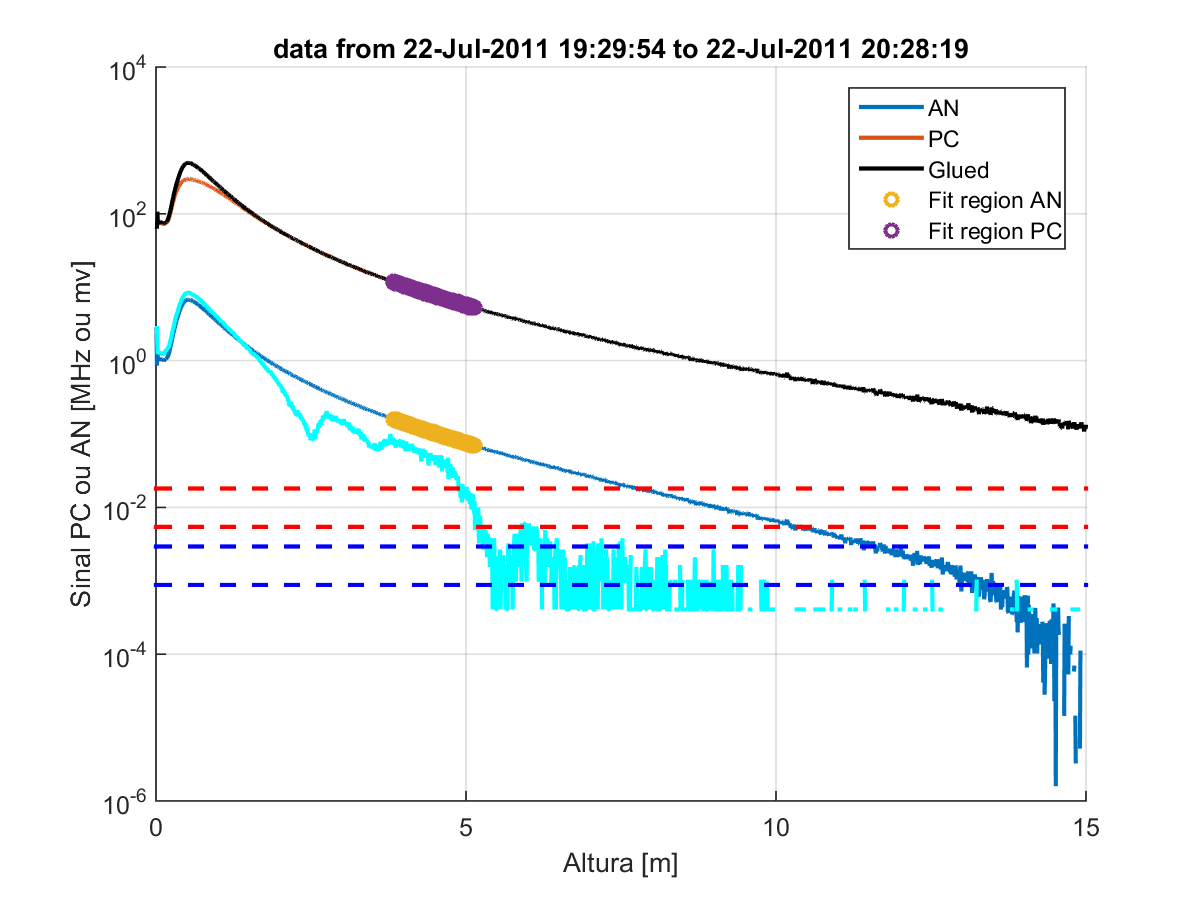 data from 22-Jul-2011 19:29:54 to 22-Jul-2011 20:28:19
10^4
10^2
10^0
10^-2
10^-4
10^-6
Sinal PC ou AN [MHz ou mv]
AN
PC
Glued
Fit region AN
Fit region PC
0
5
10
15
Altura [m]